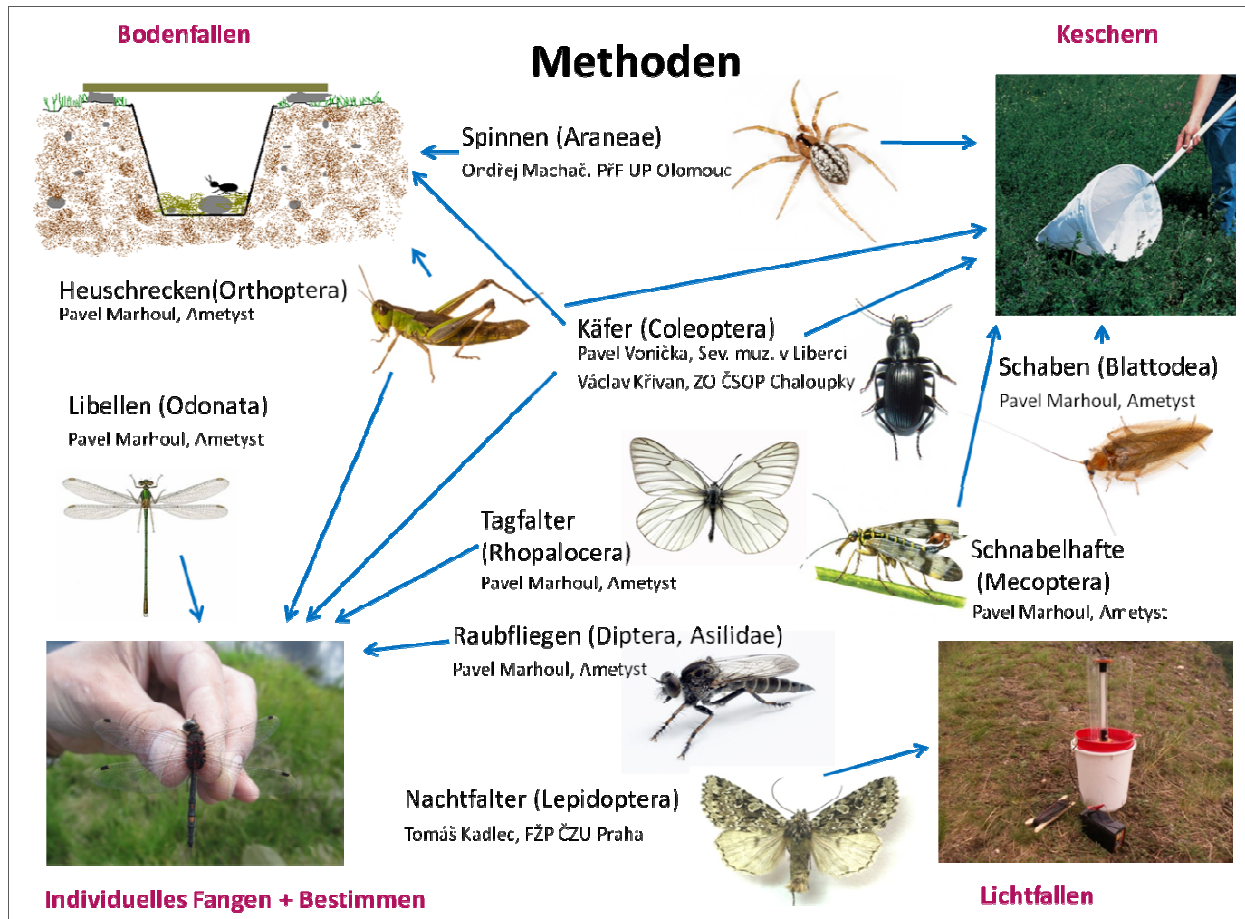 Bodenfallen
Methoden
Keschern
Spinnen (Araneae)
Ondřej Machač. PřF UP Olomouc
Heuschrecken(Orthoptera)
Pavel Marhoul, Ametyst
Käfer (Coleoptera)
Pavel Vonička, Sev. muz. v Liberci
Václav Křivan, ZO ČSOP Chaloupky
Schaben (Blattodea)
Pavel Marhoul, Ametyst
Libellen (Odonata)
Pavel Marhoul, Ametyst
Tagfalter
(Rhopalocera)
Pavel Marhoul, Ametyst
Schnabelhafte
(Mecoptera)
Pavel Marhoul, Ametyst
Raubfliegen (Diptera, Asilidae)
Pavel Marhoul, Ametyst
Nachtfalter (Lepidoptera)
Tomáš Kadlec, FŽP ČZU Praha
Individuelles Fangen + Bestimmen
Lichtfallen